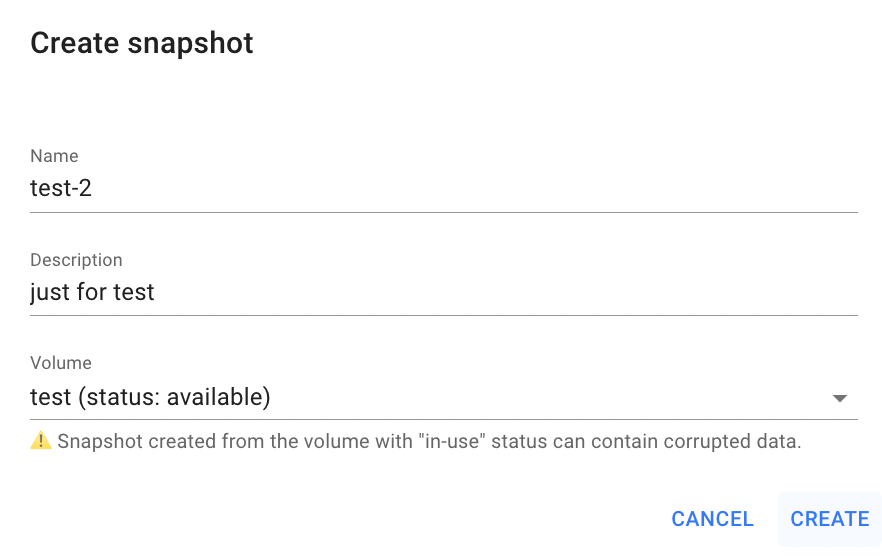 Create snapshot
Name
test-2
Description
just for test
Volume
test (status: available)
⚠️ Snapshot created from the volume with "in-use" status can contain corrupted data.
CANCEL CREATE